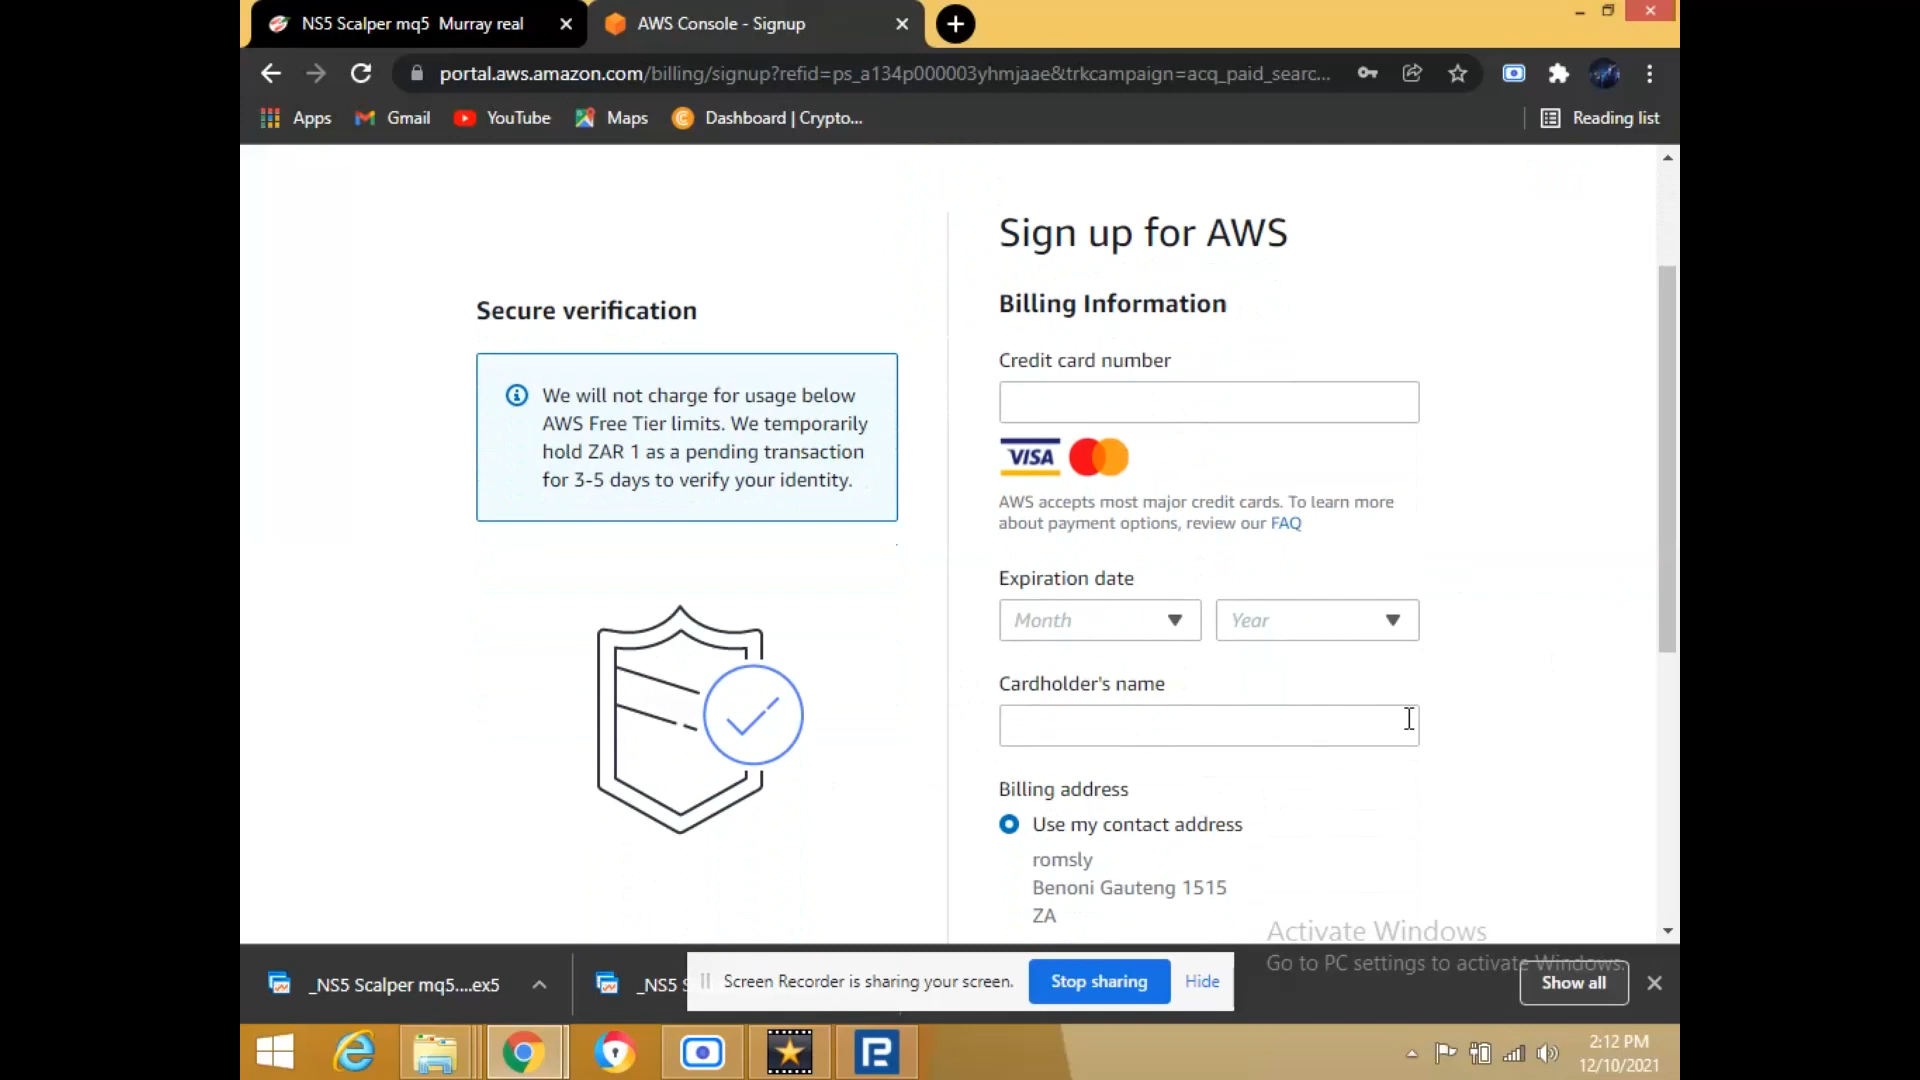 NS5 Scalper mq5 Murray real
AWS Console - Signup
portal.aws.amazon.com/billing/signup?refid=ps_a134p000003yhmjaae&trkcampaign=acq_paid_searc...
Apps
Gmail
YouTube
Maps
Dashboard | Crypto...
Reading list
Sign up for AWS
Secure verification
We will not charge for usage below
AWS Free Tier limits. We temporarily
hold ZAR 1 as a pending transaction
for 3-5 days to verify your identity.
Billing Information
Credit card number
VISA
AWS accepts most major credit cards. To learn more
about payment options, review our FAQ
Expiration date
Month
Year
Cardholder's name
Billing address
Use my contact address
romsly
Benoni Gauteng 1515
ZA
Activate Windows
Go to PC settings to activate Windows.
_NS5 Scalper mq5....ex5
_NS5
Screen Recorder is sharing your screen.
Stop sharing
Hide
Show all
2:12 PM
12/10/2021